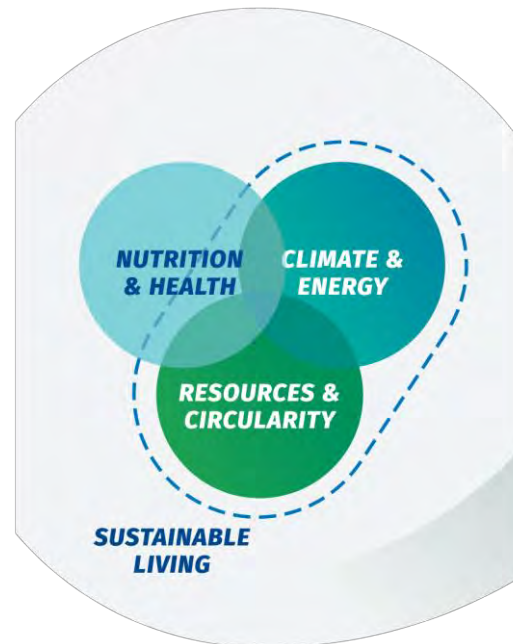 NUTRITION
& HEALTH
CLIMATE &
ENERGY
RESOURCES &
CIRCULARITY
SUSTAINABLE
LIVING